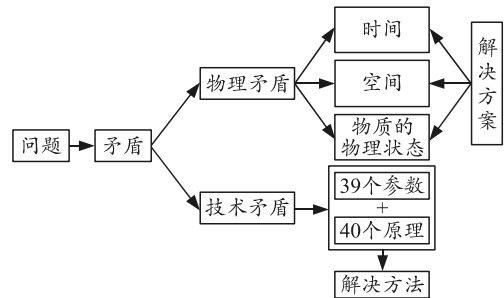 问题
矛盾
物理矛盾
时间
空间
物质的
物理状态
解决方案
技术矛盾
39个参数
+
40个原理
解决方法